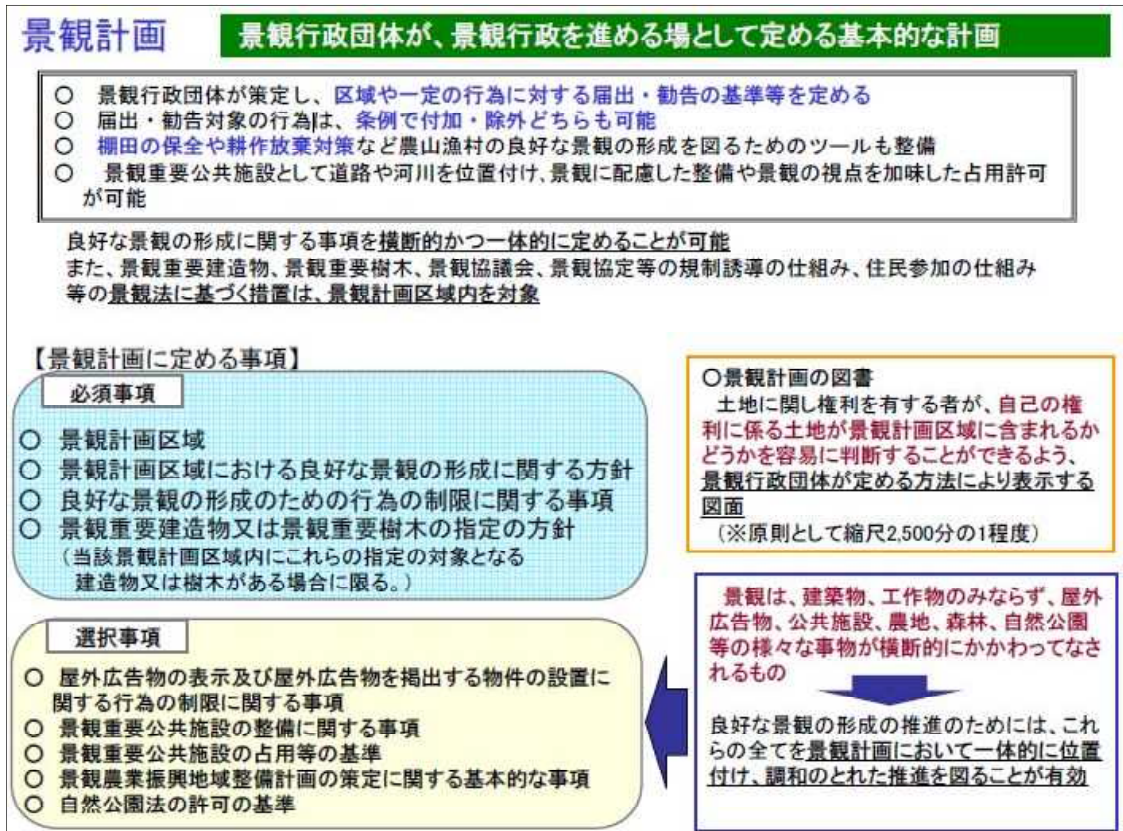 景観計画
景観行政団体が、景観行政を進める場として定める基本的な計画
○ 景観行政団体が策定し、区域や一定の行為に対する届出・勧告の基準等を定める
○ 届出・勧告対象の行為は、条例で付加・除外どちらも可能
○ 棚田の保全や耕作放棄対策など農山漁村の良好な景観の形成を図るためのツールも整備
○ 景観重要公共施設として道路や河川を位置付け、景観に配慮した整備や景観の視点を加味した占用許可
が可能
良好な景観の形成に関する事項を横断的かつ一体的に定めることが可能
また、景観重要建造物、景観重要樹木、景観協議会、景観協定等の規制誘導の仕組み、住民参加の仕組み
等の景観法に基づく措置は、景観計画区域内を対象
【景観計画に定める事項】
必須事項
○ 景観計画区域
○ 景観計画区域における良好な景観の形成に関する方針
○ 良好な景観の形成のための行為の制限に関する事項
○ 景観重要建造物又は景観重要樹木の指定の方針
(当該景観計画区域内にこれらの指定の対象となる
建造物又は樹木がある場合に限る。)
選択事項
○ 屋外広告物の表示及び屋外広告物を掲出する物件の設置に
関する行為の制限に関する事項
○ 景観重要公共施設の整備に関する事項
○ 景観重要公共施設の占用等の基準
○ 景観農業振興地域整備計画の策定に関する基本的な事項
○ 自然公園法の許可の基準
○景観計画の図書
土地に関し権利を有する者が、自己の権
利に係る土地が景観計画区域に含まれるか
どうかを容易に判断することができるよう、
景観行政団体が定める方法により表示する
図面
(※原則として縮尺2,500分の1程度)
景観は、建築物、工作物のみならず、屋外
広告物、公共施設、農地、森林、自然公園
等の様々な事物が横断的にかかわってなさ
れるもの
良好な景観の形成の推進のためには、これ
らの全てを景観計画において一体的に位置
付け、調和のとれた推進を図ることが有効